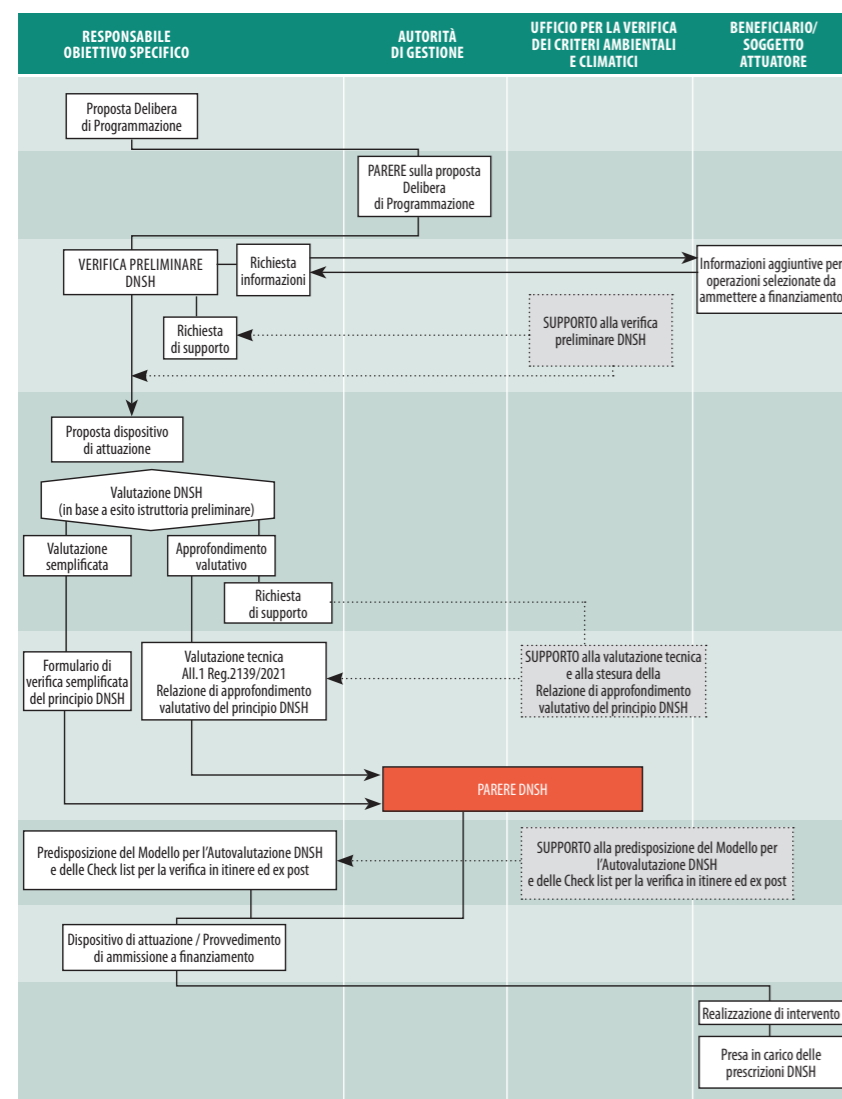 RESPONSABILE
OBIETTIVO SPECIFICO
AUTORITÀ
DI GESTIONE
UFFICIO PER LA VERIFICA
DEI CRITERI AMBIENTALI
E CLIMATICI
BENEFICIARIO/
SOGGETTO
ATTUATORE
Proposta Delibera
di Programmazione
PARERE sulla proposta
Delibera
di Programmazione
VERIFICA PRELIMINARE
DNSH
Richiesta
informazioni
Informazioni aggiuntive per
operazioni selezionate da
ammettere a finanziamento
Richiesta
di supporto
SUPPORTO alla verifica
preliminare DNSH
Proposta dispositivo
di attuazione
Valutazione DNSH
(in base a esito istruttoria preliminare)
Valutazione
semplificata
Approfondimento
valutativo
Richiesta
di supporto
Formulario di
verifica semplificata
del principio DNSH
Valutazione tecnica
All.1 Reg.2139/2021
Relazione di approfondimento
valutativo del principio DNSH
SUPPORTO alla valutazione tecnica
e alla stesura della
Relazione di approfondimento
valutativo del principio DNSH
PARERE DNSH
Predisposizione del Modello per l'Autovalutazione DNSH
e delle Check list per la verifica in itinere ed ex post
SUPPORTO alla predisposizione del Modello per
l'Autovalutazione DNSH
e delle Check list per la verifica in itinere ed ex post
Dispositivo di attuazione / Provvedimento
di ammissione a finanziamento
Realizzazione di intervento
Presa in carico delle
prescrizioni DNSH